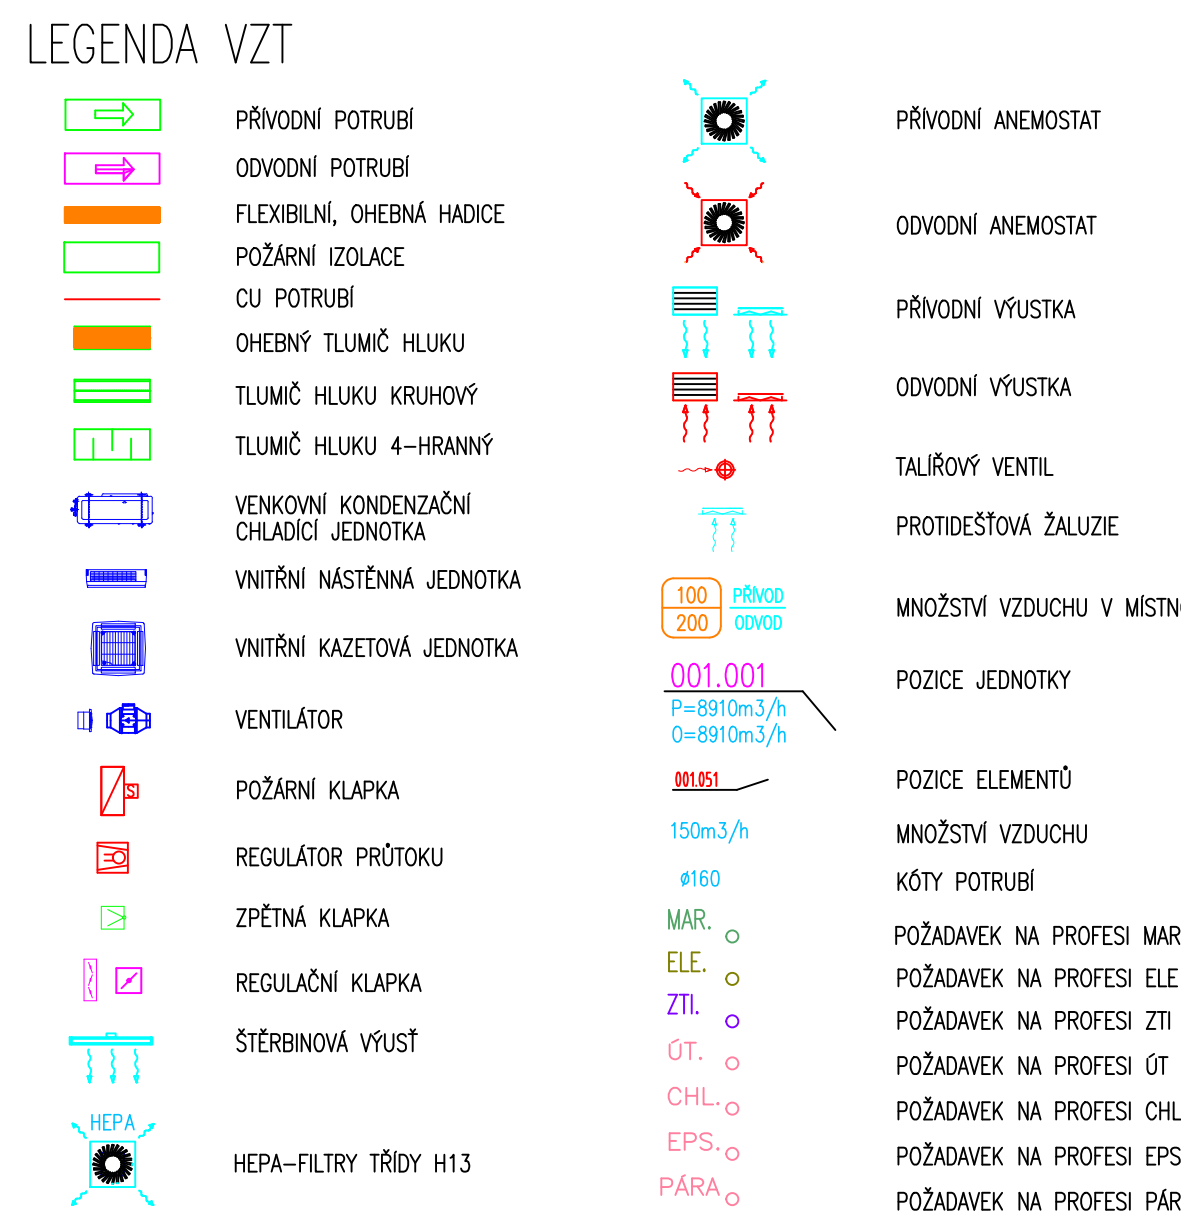 LEGENDA VZT
PŘÍVODNÍ POTRUBÍ
ODVODNÍ POTRUBÍ
FLEXIBILNÍ, OHEBNÁ HADICE
POŽÁRNÍ IZOLACE
CU POTRUBÍ
OHEBNÝ TLUMIČ HLUKU
TLUMIČ HLUKU KRUHOVÝ
TLUMIČ HLUKU 4-HRANNÝ
VENKOVNÍ KONDENZAČNÍ
CHLADÍCÍ JEDNOTKA
VNITŘNÍ NÁSTĚNNÁ JEDNOTKA
VNITŘNÍ KAZETOVÁ JEDNOTKA
VENTILÁTOR
S
POŽÁRNÍ KLAPKA
REGULÁTOR PRŮTOKU
ZPĚTNÁ KLAPKA
REGULAČNÍ KLAPKA
ŠTĚRBINOVÁ VÝUSŤ
HEPA
HEPA-FILTRY TŘÍDY H13
PŘÍVODNÍ ANEMOSTAT
ODVODNÍ ANEMOSTAT
PŘÍVODNÍ VÝUSTKA
ODVODNÍ VÝUSTKA
TALÍŘOVÝ VENTIL
PROTIDEŠŤOVÁ ŽALUZIE
100 PŘÍVOD
200 ODVOD
MNOŽSTVÍ VZDUCHU V
001.001
P=8910m3/h
O=8910m3/h
POZICE JEDNOTKY
001.051
POZICE ELEMENTŮ
150m3/h
MNOŽSTVÍ VZDUCHU
ø160
KÓTY POTRUBÍ
MAR.
POŽADAVEK NA PROFESI MAR
ELE.
POŽADAVEK NA PROFESI ELE
ZTI.
POŽADAVEK NA PROFESI ZTI
ÚT.
POŽADAVEK NA PROFESI ÚT
CHL.
POŽADAVEK NA PROFESI CHL
EPS.
POŽADAVEK NA PROFESI EPS
PÁRA
POŽADAVEK NA PROFESI PÁR